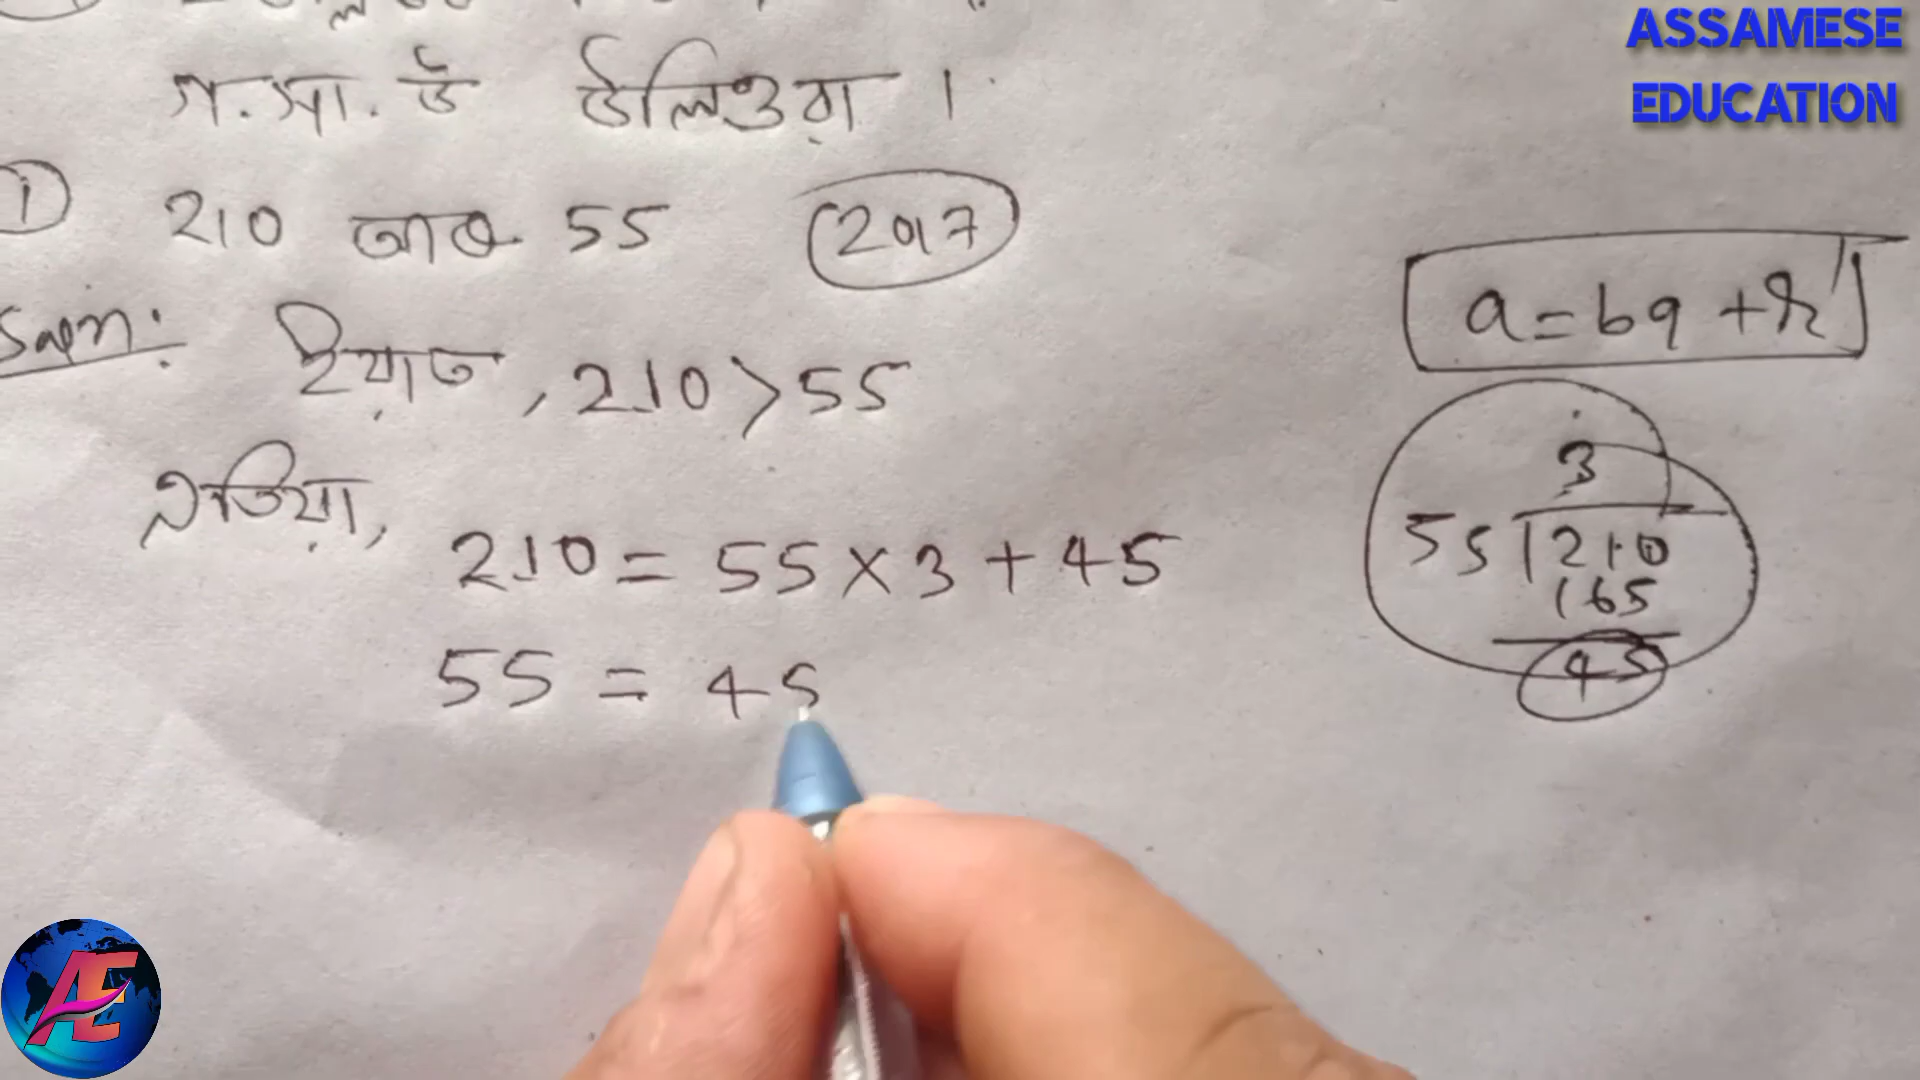 গ.সা. উ উলিওৱা ।
① 210 আৰু 55 (2017)
Soln: ইয়াত, 210 > 55
এতিয়া,
210 = 55 × 3 + 45
55 = 45
a = bq + r
3
55 210
165
45
ASSAMESE
EDUCATION
AE